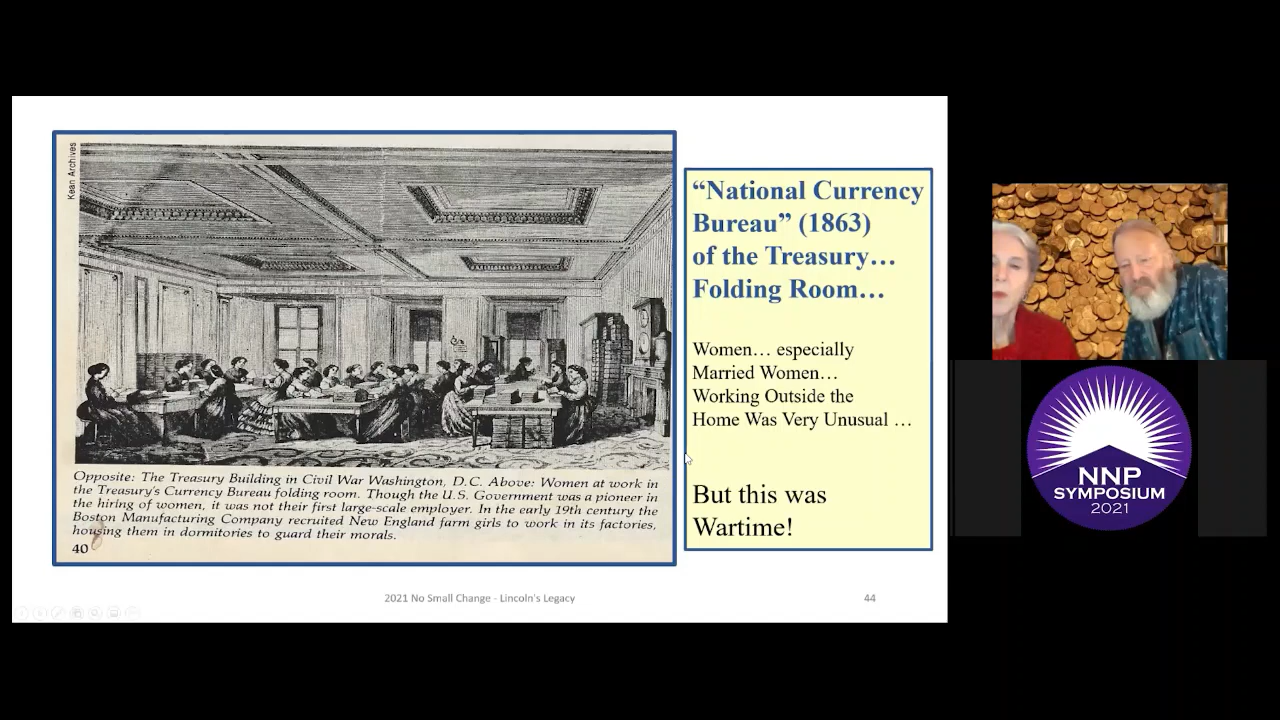 Kean Archives
Opposite: The Treasury Building in Civil War Washington, D.C. Above: Women at work in
the Treasury's Currency Bureau folding room. Though the U.S. Government was a pioneer in
the hiring of women, it was not their first large-scale employer. In the early 19th century the
Boston Manufacturing Company recruited New England farm girls to work in its factories,
housing them in dormitories to guard their morals.
40
“National Currency
Bureau” (1863)
of the Treasury…
Folding Room…
Women… especially
Married Women…
Working Outside the
Home Was Very Unusual …
But this was
Wartime!
2021 No Small Change - Lincoln's Legacy
44
NNP
SYMPOSIUM
2021